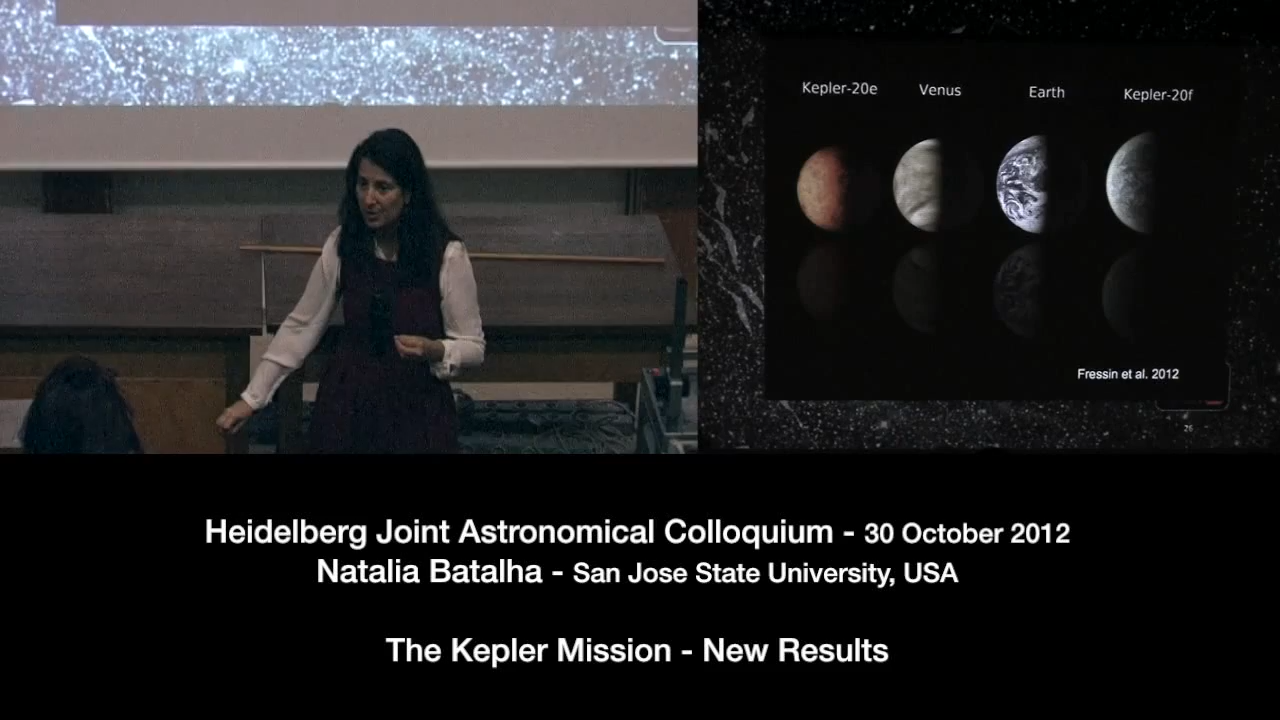 Kepler-20e Venus Earth Kepler-20f
Fressin et al. 2012
26
Heidelberg Joint Astronomical Colloquium - 30 October 2012
Natalia Batalha - San Jose State University, USA
The Kepler Mission - New Results